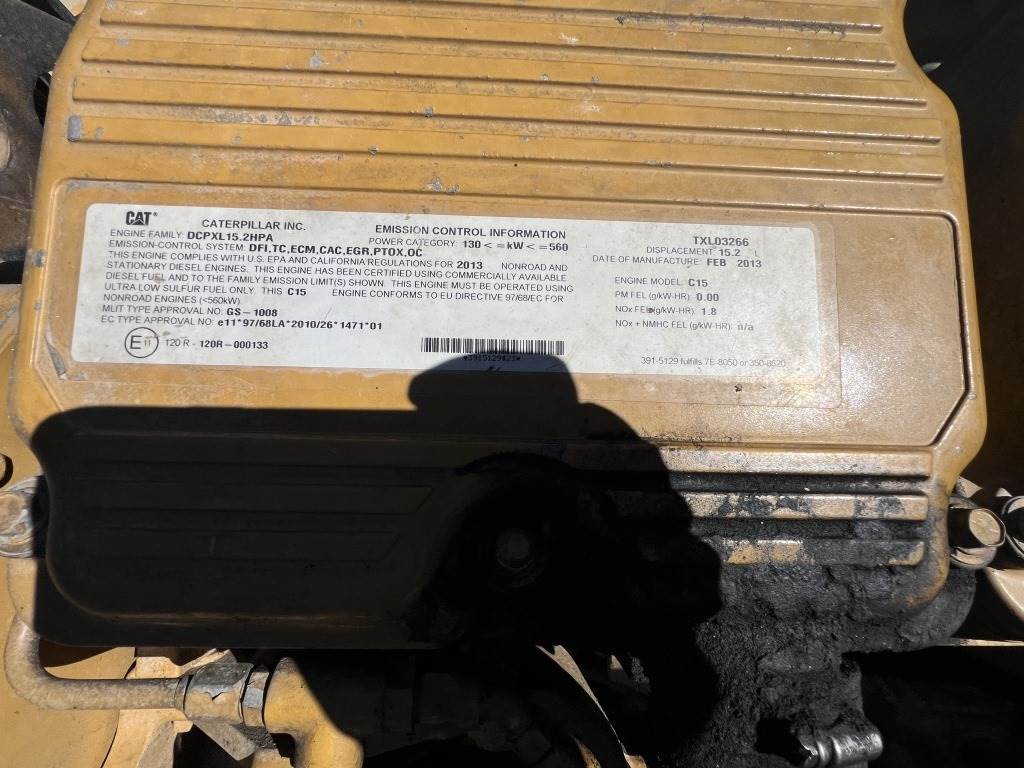 CAT®
CATERPILLAR INC.
EMISSION CONTROL INFORMATION
TXL03266
ENGINE FAMILY: DCPXL15.2HPA
POWER CATEGORY: 130 < =kW < =560
DISPLACEMENT: 15.2 L
EMISSION-CONTROL SYSTEM: DFI,TC,ECM,CAC,EGR,PTOX,OC
DATE OF MANUFACTURE: FEB 2013
THIS ENGINE COMPLIES WITH U.S. EPA AND CALIFORNIA REGULATIONS FOR 2013 NONROAD AND
STATIONARY DIESEL ENGINES. THIS ENGINE HAS BEEN CERTIFIED USING COMMERCIALLY AVAILABLE
DIESEL FUEL AND TO THE FAMILY EMISSION LIMIT(S) SHOWN. THIS ENGINE MUST BE OPERATED USING
ULTRA LOW SULFUR FUEL ONLY. THIS C15 ENGINE CONFORMS TO EU DIRECTIVE 97/68/EC FOR
NONROAD ENGINES (<560kW).
MLIT TYPE APPROVAL NO. GS-1008
EC TYPE APPROVAL NO: e11*97/68LA*2010/26*1471*01
ENGINE MODEL: C15
PM FEL (g/kW-HR) 0.00
NOx FEL (g/kW-HR) 1.8
NOx + NMHC FEL (g/kW-HR): n/a
E11 120 R - 120R-000133
391-5129 fulfills 7E-8050 or 350-8620